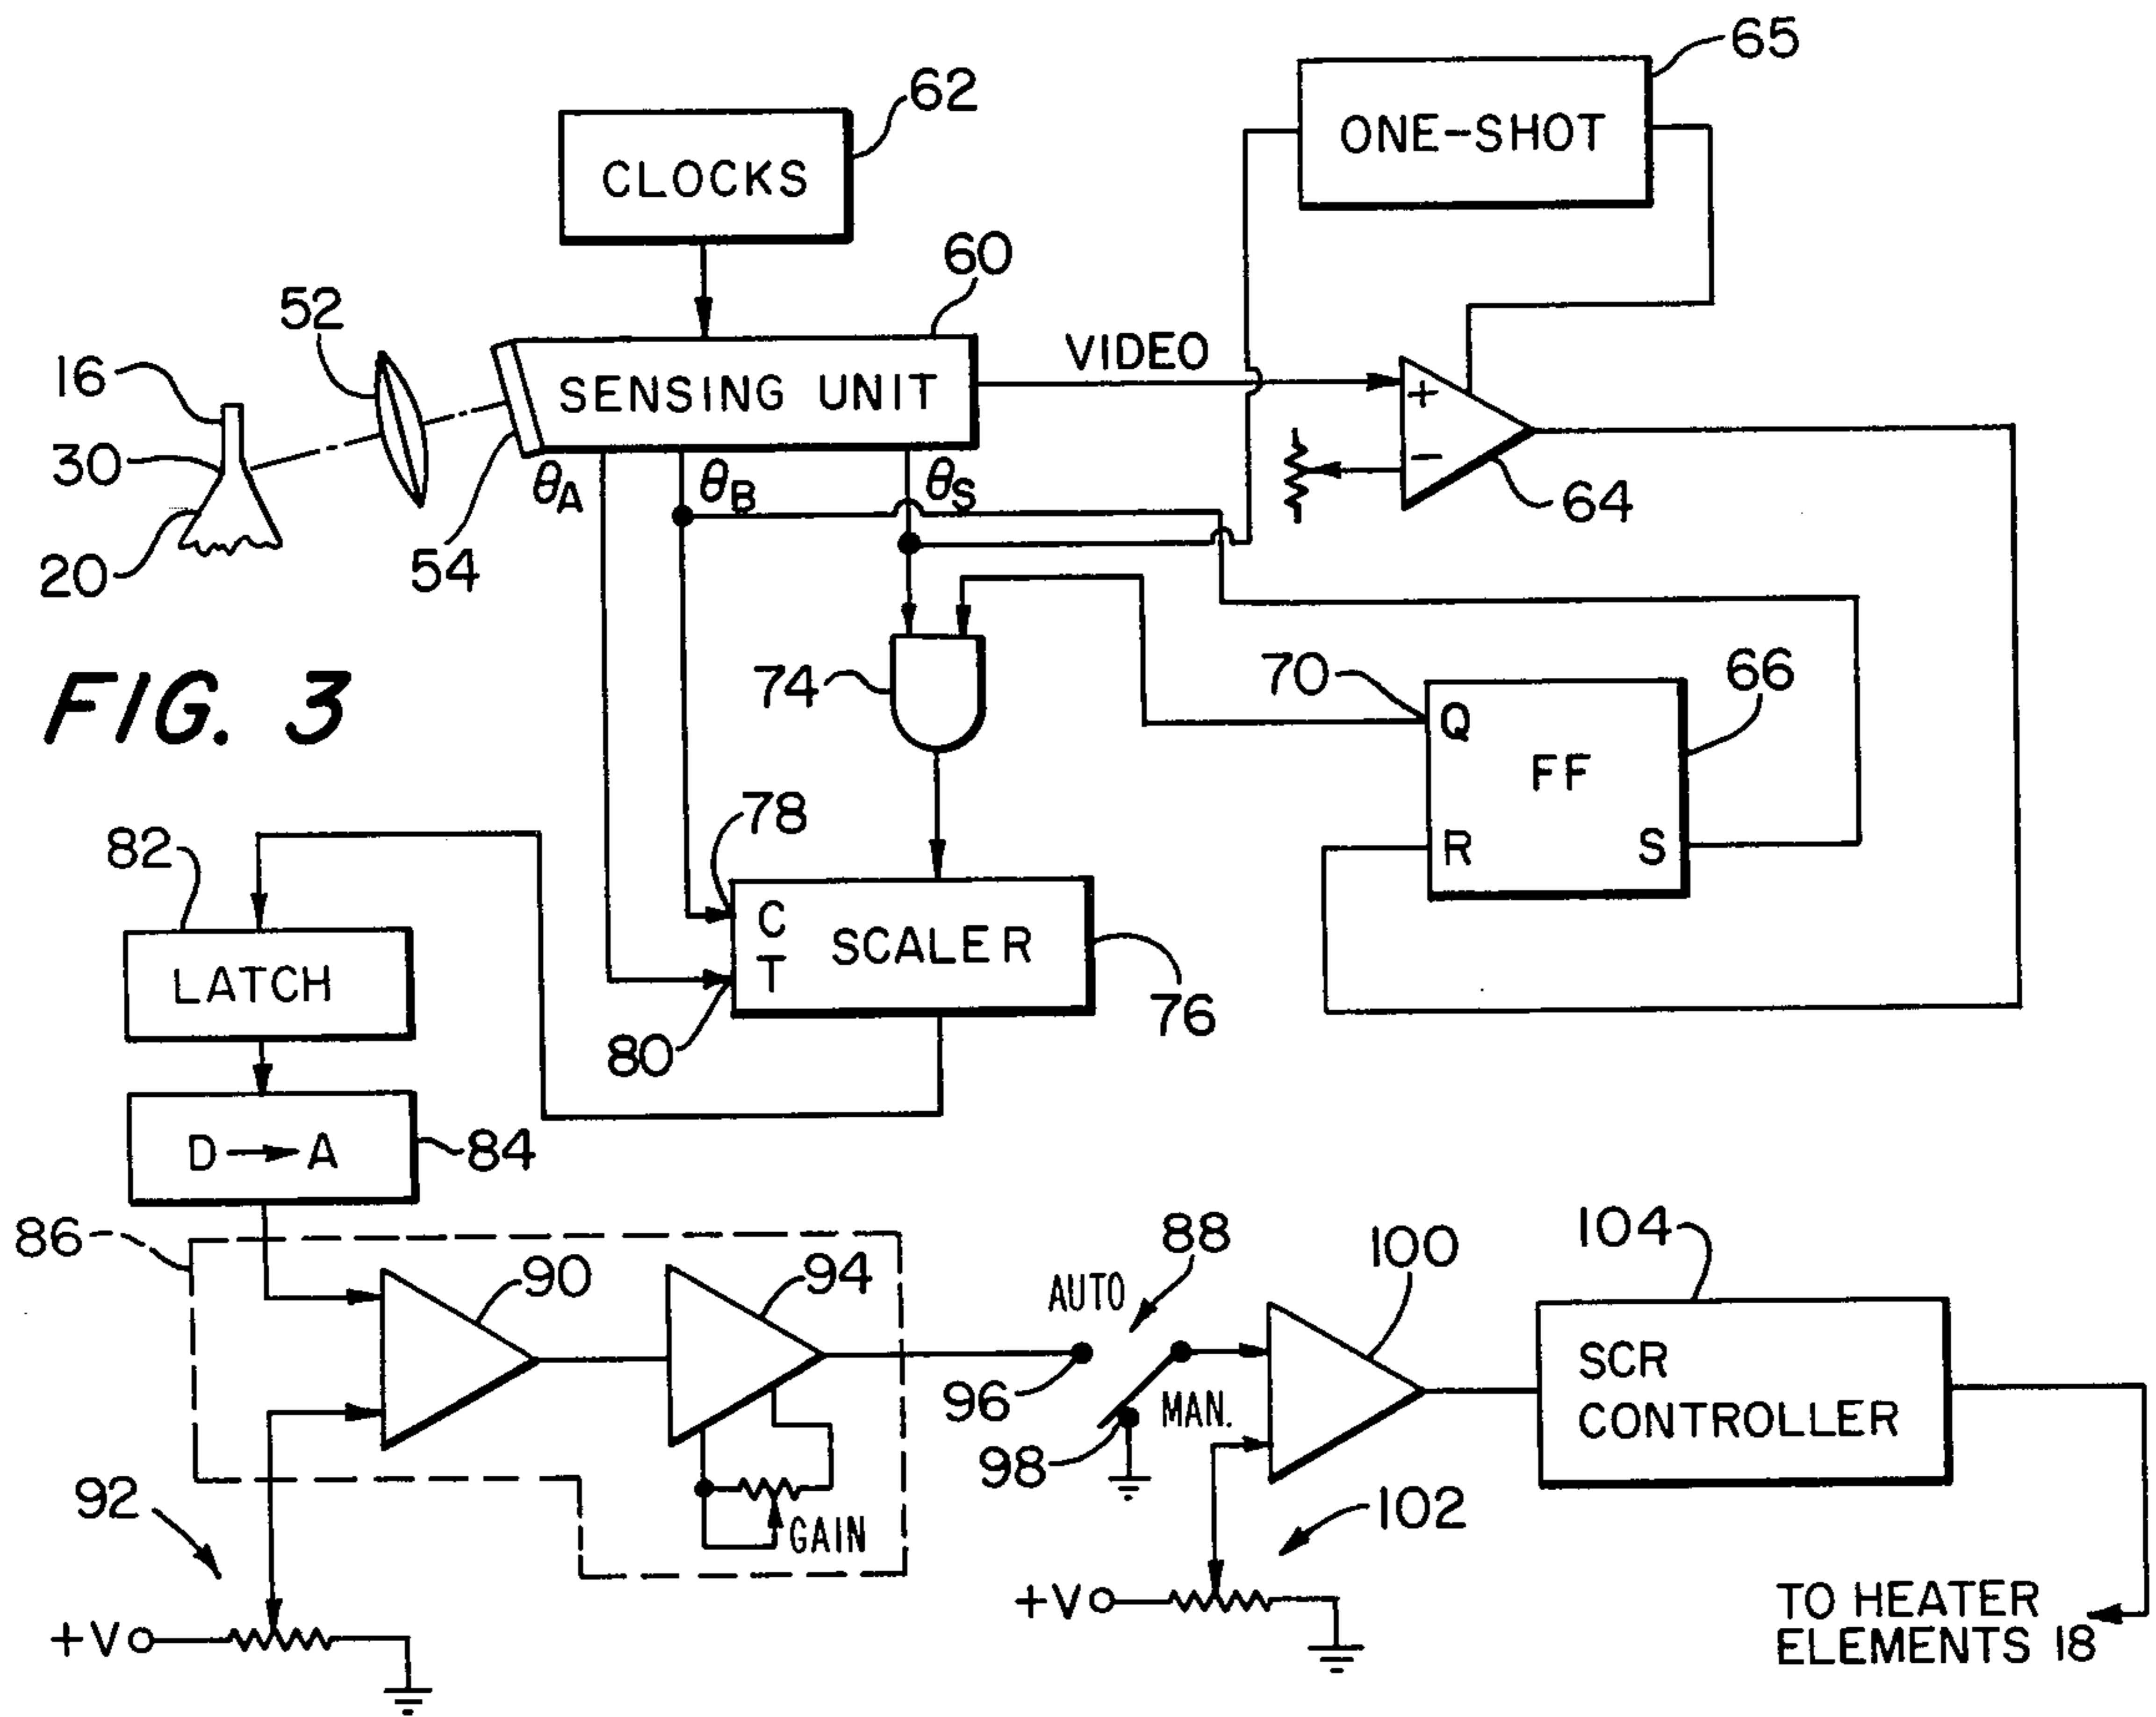 65
ONE-SHOT
62
CLOCKS
60
52
VIDEO
16
SENSING UNIT
+
30
−
64
θA
θB
θS
54
20
FIG. 3
74
70
66
Q
FF
R
S
78
82
C
SCALER
T
LATCH
76
80
D
A
84
86
90
94
88
100
104
AUTO
96
MAN.
98
SCR
CONTROLLER
92
GAIN
102
+V
+V
TO HEATER
ELEMENTS 18